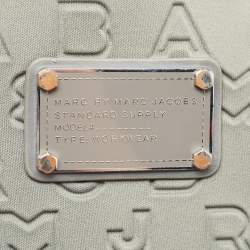 MARC BY MARC JACOBS
STANDARD SUPPLY
MODEL#
TYPE: WORKWEAR